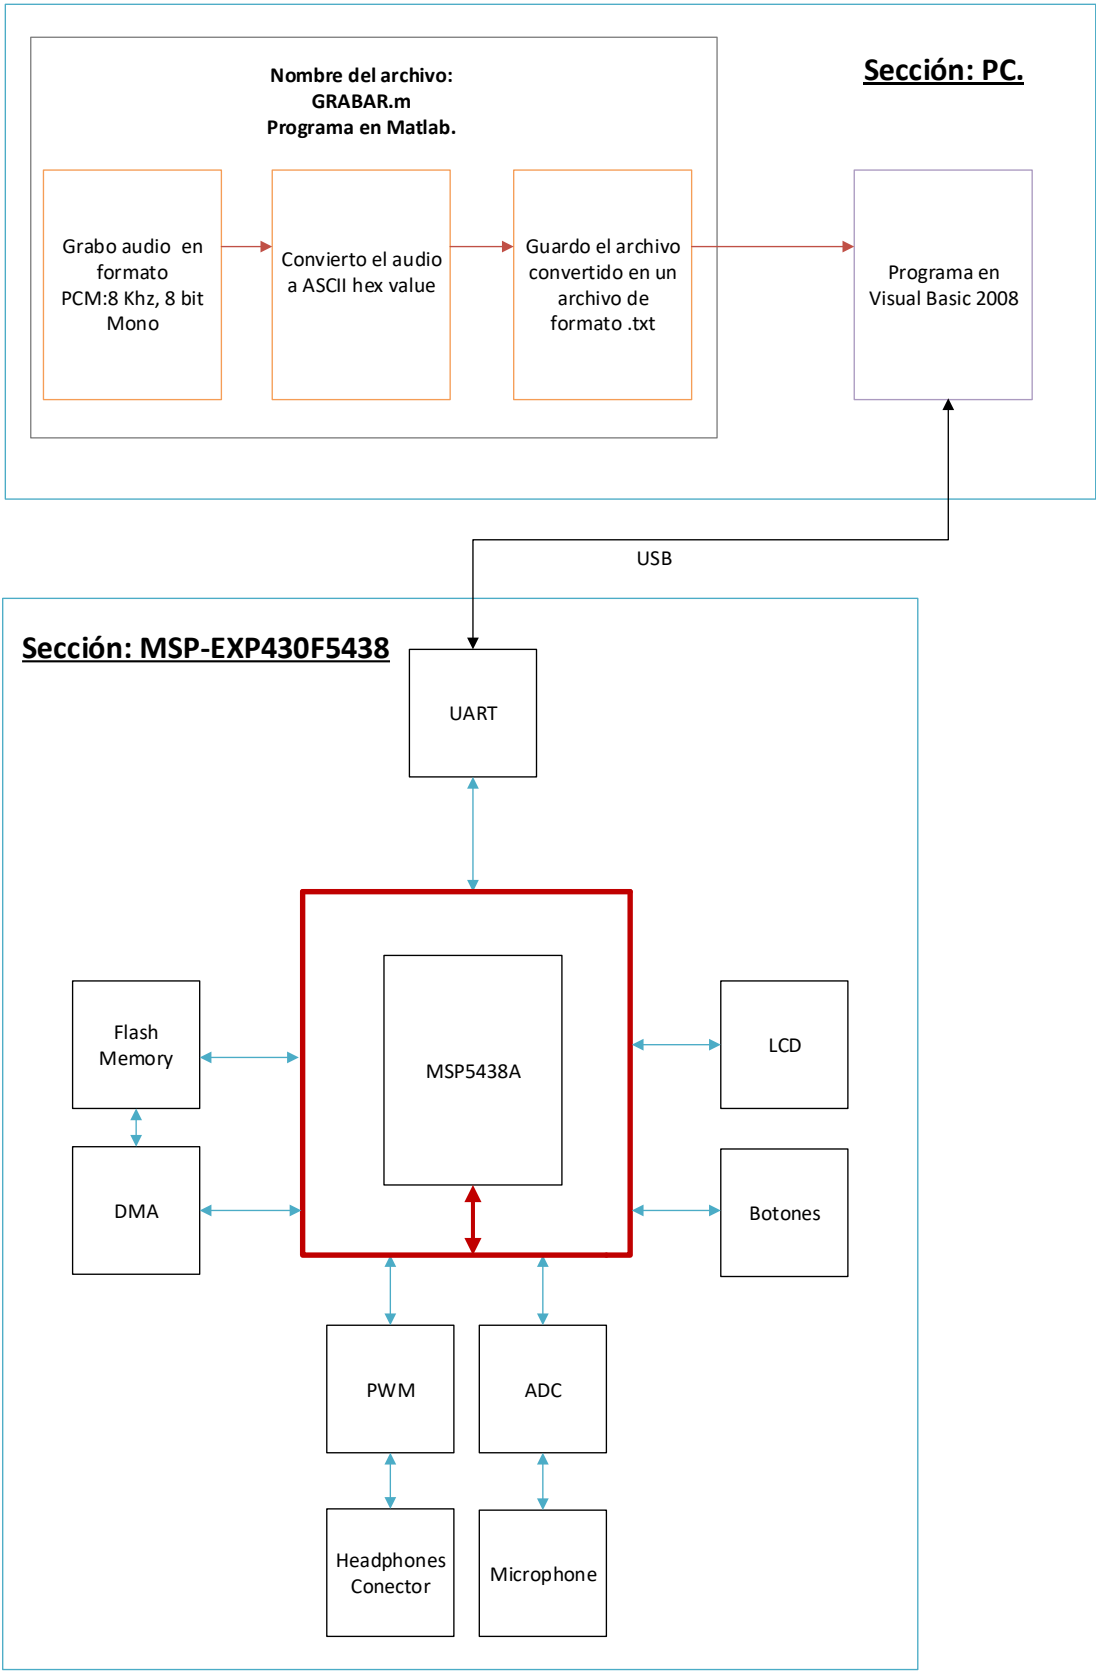 Sección: PC.
Nombre del archivo:
GRABAR.m
Programa en Matlab.
Grabo audio en
formato
PCM:8 Khz, 8 bit
Mono
Convierto el audio
a ASCII hex value
Guardo el archivo
convertido en un
archivo de
formato .txt
Programa en
Visual Basic 2008
USB
Sección: MSP-EXP430F5438
UART
Flash
Memory
MSP5438A
LCD
DMA
Botones
PWM
ADC
Headphones
Conector
Microphone